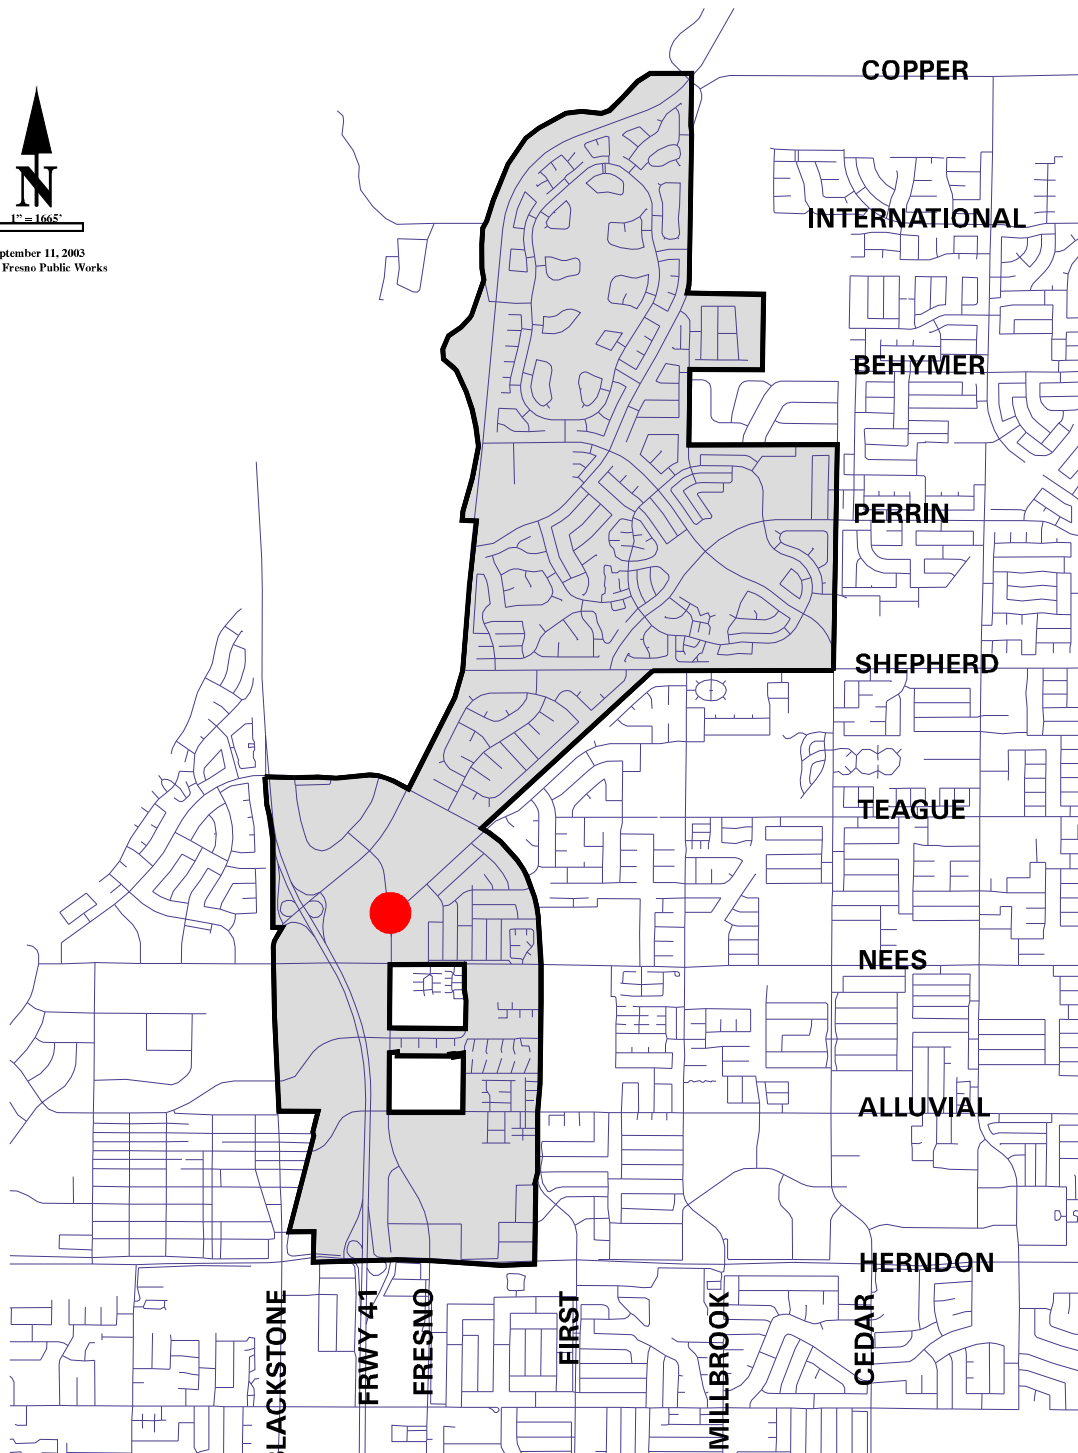 COPPER
N
1" = 1665'
INTERNATIONAL
ptember 11, 2003
Fresno Public Works
BEHYMER
PERRIN
SHEPHERD
TEAGUE
NEES
ALLUVIAL
HERNDON
LACKSTONE
FRWY 41
FRESNO
FIRST
MILLBROOK
CEDAR